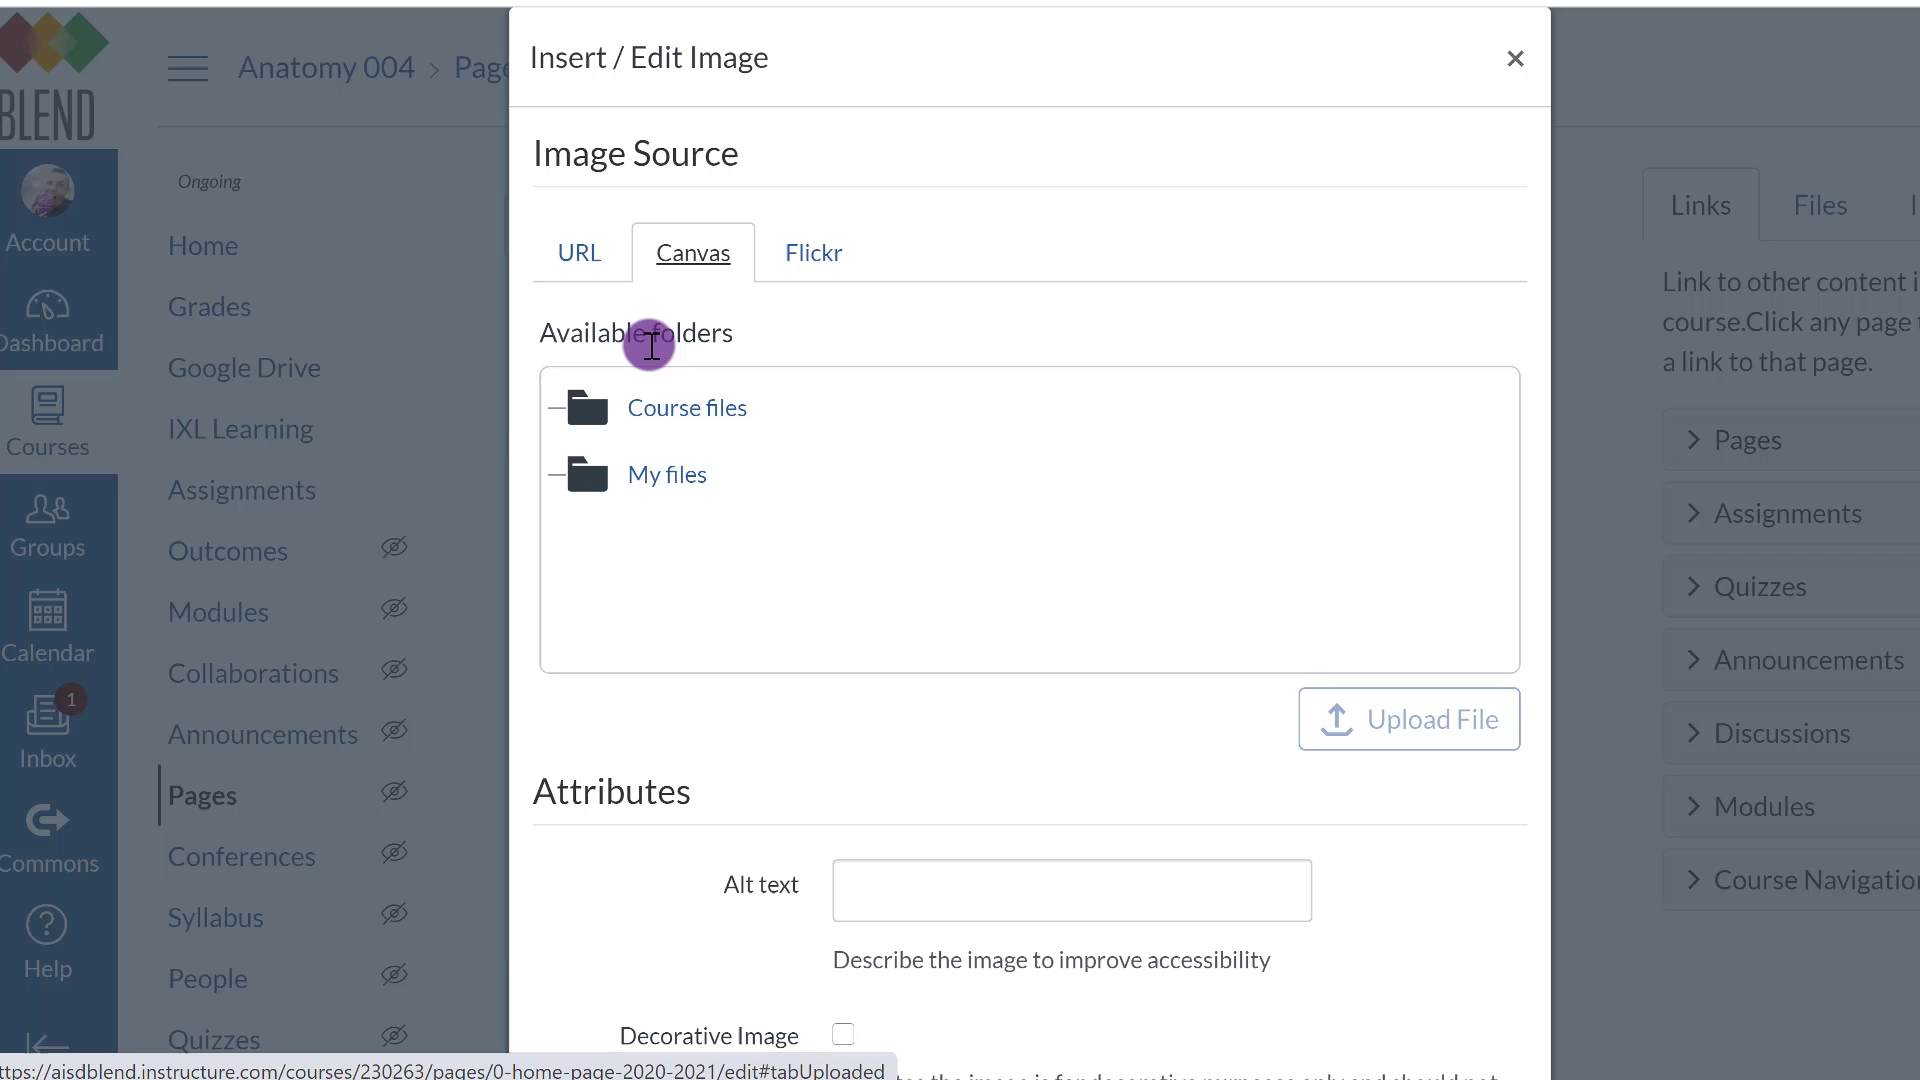 BLEND
Account
Dashboard
Courses
Groups
Calendar
1
Inbox
Commons
Help
Anatomy 004 > Page
Ongoing
Home
Grades
Google Drive
IXL Learning
Assignments
Outcomes
Modules
Collaborations
Announcements
Pages
Conferences
Syllabus
People
Quizzes
Insert / Edit Image
×
Image Source
URL
Canvas
Flickr
Available folders
Course files
My files
Upload File
Attributes
Alt text
Describe the image to improve accessibility
Decorative Image
Links
Files
Link to other content i
course.Click any page
a link to that page.
Pages
Assignments
Quizzes
Announcements
Discussions
Modules
Course Navigation
ttps://aisdblend.instructure.com/courses/230263/pages/0-home-page-2020-2021/edit#tabUploaded